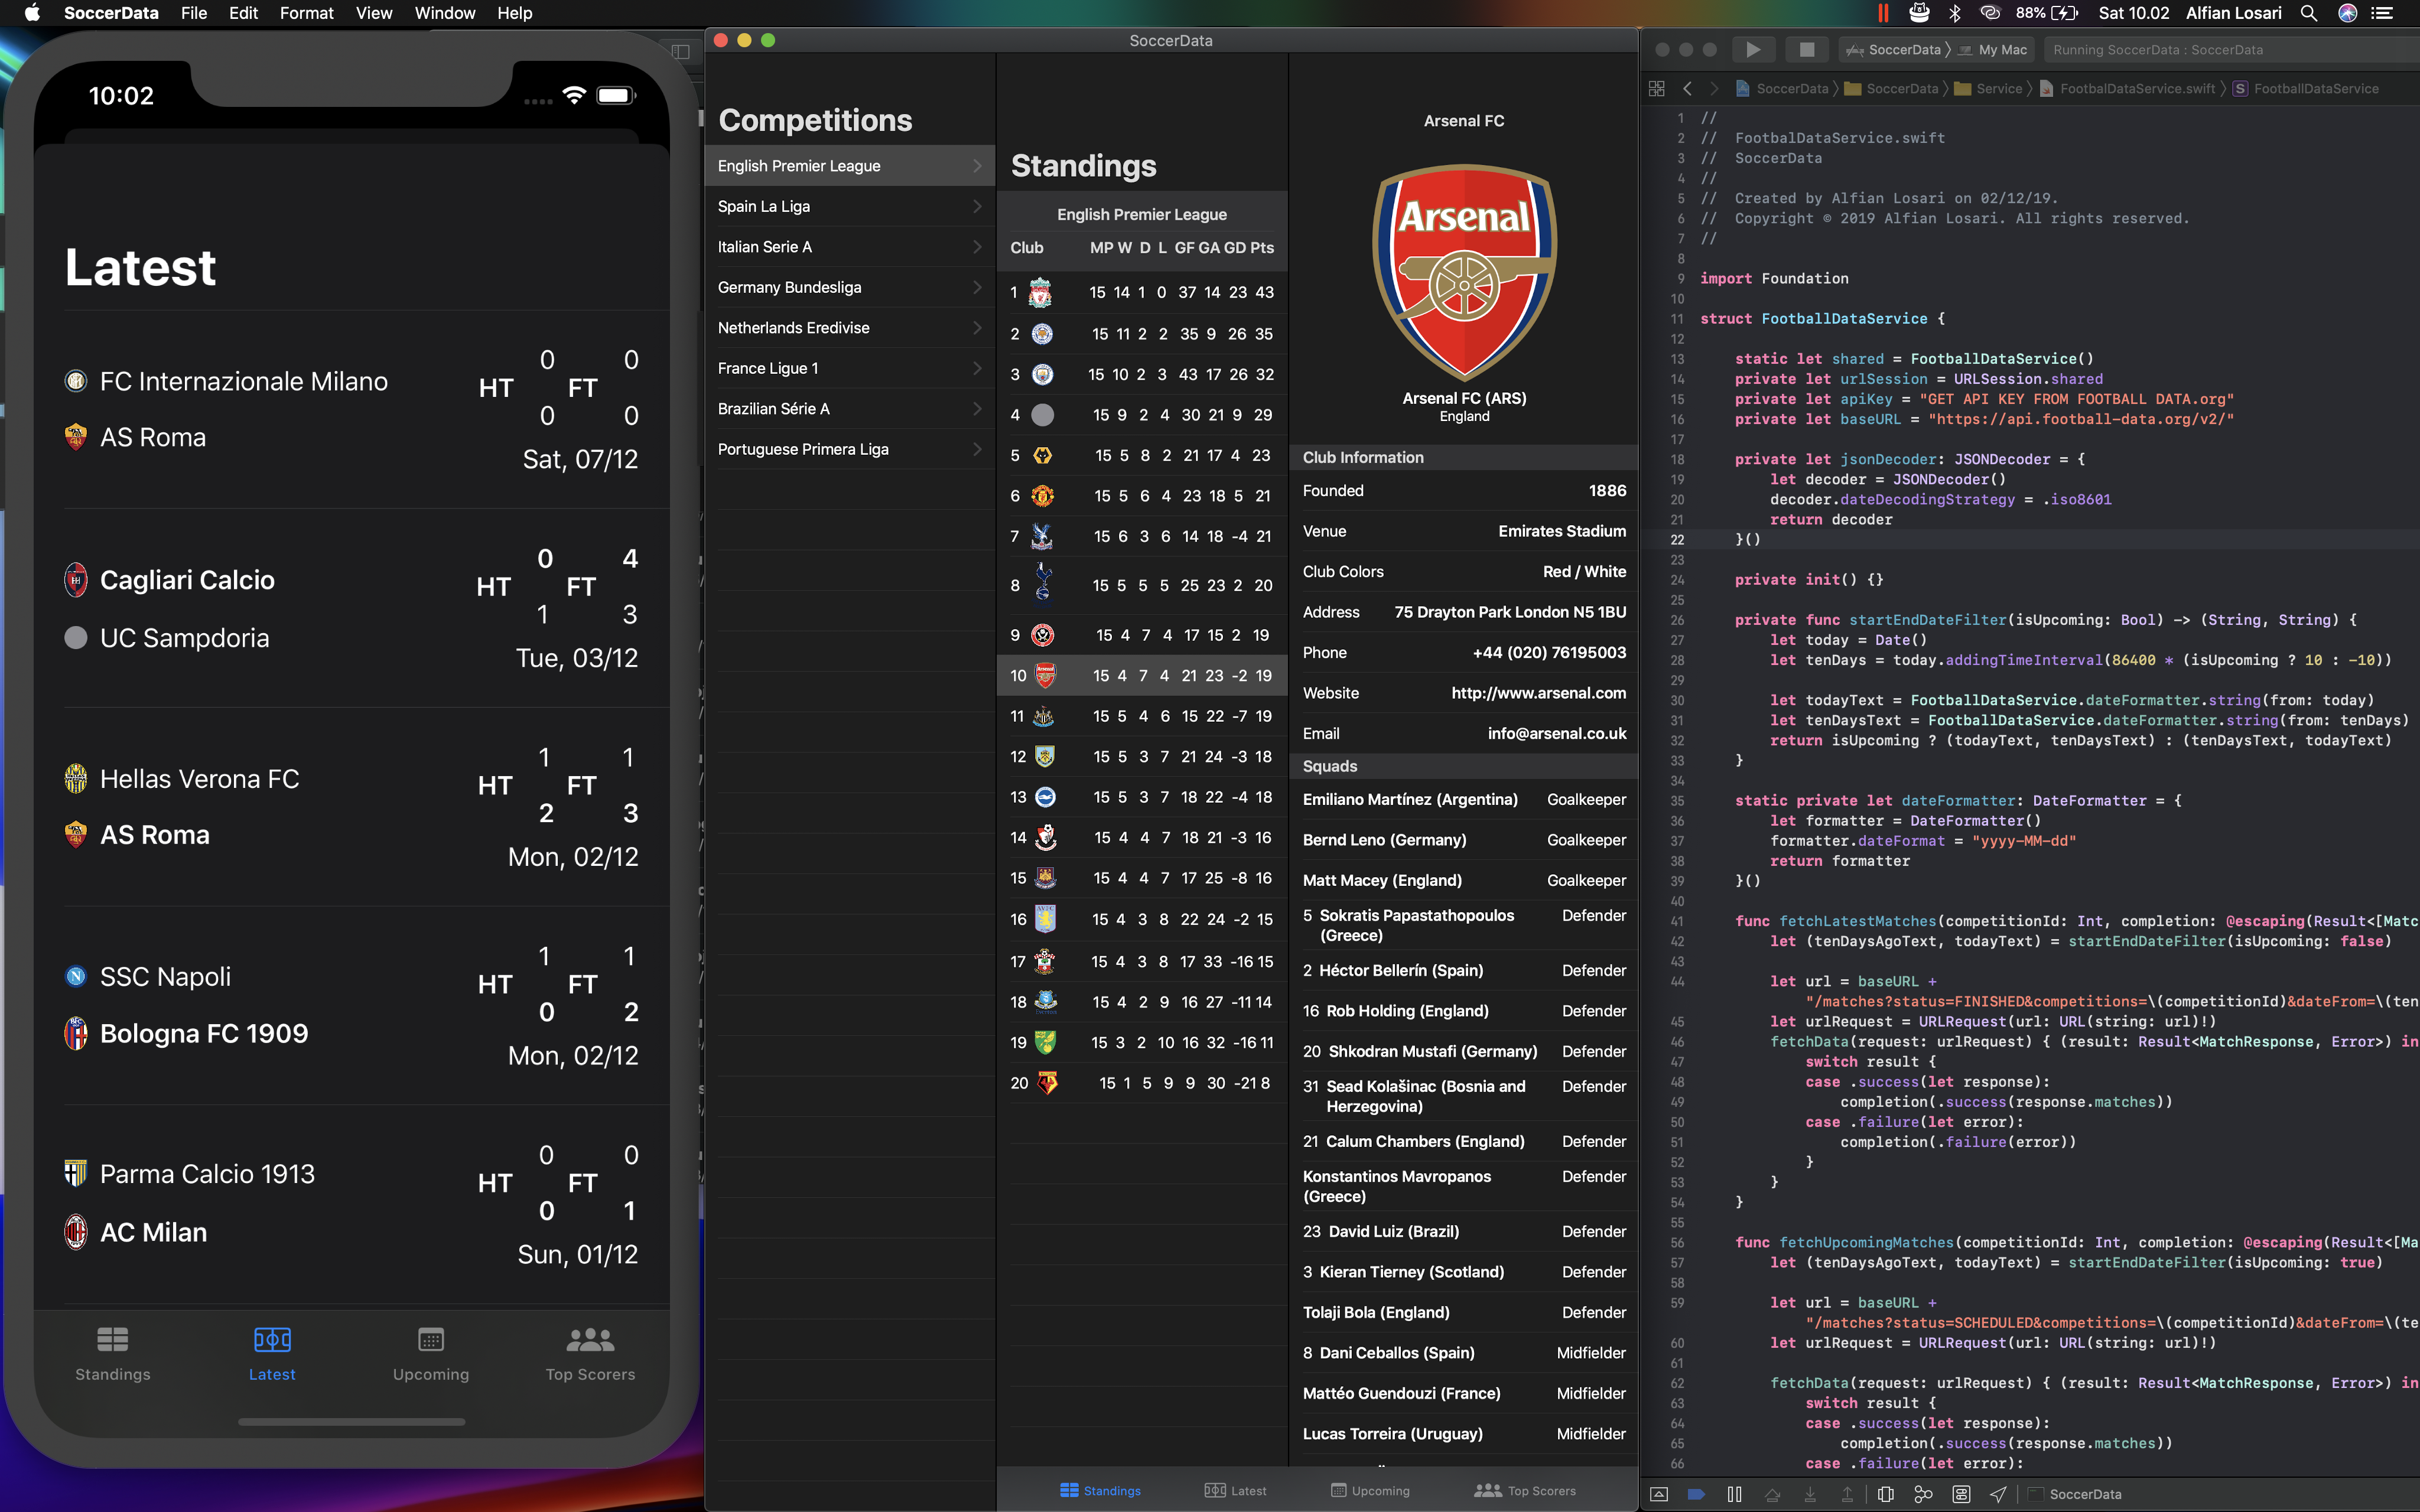 SoccerData File Edit Format View Window Help
88% Sat 10.02 Alfian Losari
10:02
Latest
FC Internazionale Milano
AS Roma
HT 0 0 FT 0 0
Sat, 07/12
Cagliari Calcio
UC Sampdoria
HT 0 1 FT 4 3
Tue, 03/12
Hellas Verona FC
AS Roma
HT 1 2 FT 1 3
Mon, 02/12
SSC Napoli
Bologna FC 1909
HT 1 0 FT 1 2
Mon, 02/12
Parma Calcio 1913
AC Milan
HT 0 0 FT 0 1
Sun, 01/12
Standings Latest Upcoming Top Scorers
SoccerData
Competitions
English Premier League
Spain La Liga
Italian Serie A
Germany Bundesliga
Netherlands Eredivise
France Ligue 1
Brazilian Série A
Portuguese Primera Liga
Standings
English Premier League
Club MP W D L GF GA GD Pts
1 15 14 1 0 37 14 23 43
2 15 11 2 2 35 9 26 35
3 15 10 2 3 43 17 26 32
4 15 9 2 4 30 21 9 29
5 15 5 8 2 21 17 4 23
6 15 5 6 4 23 18 5 21
7 15 6 3 6 14 18 -4 21
8 15 5 5 5 25 23 2 20
9 15 4 7 4 17 15 2 19
10 15 4 7 4 21 23 -2 19
11 15 5 4 6 15 22 -7 19
12 15 5 3 7 21 24 -3 18
13 15 5 3 7 18 22 -4 18
14 15 4 4 7 18 21 -3 16
15 15 4 4 7 17 25 -8 16
16 15 4 3 8 22 24 -2 15
17 15 4 3 8 17 33 -16 15
18 15 4 2 9 16 27 -11 14
19 15 3 2 10 16 32 -16 11
20 15 1 5 9 9 30 -21 8
Arsenal FC
Arsenal
Arsenal FC (ARS)
England
Club Information
Founded 1886
Venue Emirates Stadium
Club Colors Red / White
Address 75 Drayton Park London N5 1BU
Phone +44 (020) 76195003
Website http://www.arsenal.com
Email info@arsenal.co.uk
Squads
Emiliano Martínez (Argentina) Goalkeeper
Bernd Leno (Germany) Goalkeeper
Matt Macey (England) Goalkeeper
5 Sokratis Papastathopoulos Defender
(Greece)
2 Héctor Bellerín (Spain) Defender
16 Rob Holding (England) Defender
20 Shkodran Mustafi (Germany) Defender
31 Sead Kolašinac (Bosnia and Defender
Herzegovina)
21 Calum Chambers (England) Defender
Konstantinos Mavropanos Defender
(Greece)
23 David Luiz (Brazil) Defender
3 Kieran Tierney (Scotland) Defender
Tolaji Bola (England) Defender
8 Dani Ceballos (Spain) Midfielder
Mattéo Guendouzi (France) Midfielder
Lucas Torreira (Uruguay) Midfielder
Standings Latest Upcoming Top Scorers
SoccerData My Mac Running SoccerData : SoccerData
SoccerData SoccerData Service FootbalDataService.swift S FootballDataService
1 //
2 // FootbalDataService.swift
3 // SoccerData
4 //
5 // Created by Alfian Losari on 02/12/19.
6 // Copyright © 2019 Alfian Losari. All rights reserved.
7 //
8
9 import Foundation
10
11 struct FootballDataService {
12
13 static let shared = FootballDataService()
14 private let urlSession = URLSession.shared
15 private let apiKey = "GET API KEY FROM FOOTBALL DATA.org"
16 private let baseURL = "https://api.football-data.org/v2/"
17
18 private let jsonDecoder: JSONDecoder = {
19 let decoder = JSONDecoder()
20 decoder.dateDecodingStrategy = .iso8601
21 return decoder
22 }()
23
24 private init() {}
25
26 private func startEndDateFilter(isUpcoming: Bool) -> (String, String) {
27 let today = Date()
28 let tenDays = today.addingTimeInterval(86400 * (isUpcoming ? 10 : -10))
29
30 let todayText = FootballDataService.dateFormatter.string(from: today)
31 let tenDaysText = FootballDataService.dateFormatter.string(from: tenDays)
32 return isUpcoming ? (todayText, tenDaysText) : (tenDaysText, todayText)
33 }
34
35 static private let dateFormatter: DateFormatter = {
36 let formatter = DateFormatter()
37 formatter.dateFormat = "yyyy-MM-dd"
38 return formatter
39 }()
40
41 func fetchLatestMatches(competitionId: Int, completion: @escaping(Result<[Matc
42 let (tenDaysAgoText, todayText) = startEndDateFilter(isUpcoming: false)
43
44 let url = baseURL +
"/matches?status=FINISHED&competitions=\(competitionId)&dateFrom=\(ten
45 let urlRequest = URLRequest(url: URL(string: url)!)
46 fetchData(request: urlRequest) { (result: Result<MatchResponse, Error>) in
47 switch result {
48 case .success(let response):
49 completion(.success(response.matches))
50 case .failure(let error):
51 completion(.failure(error))
52 }
53 }
54 }
55
56 func fetchUpcomingMatches(competitionId: Int, completion: @escaping(Result<[Ma
57 let (tenDaysAgoText, todayText) = startEndDateFilter(isUpcoming: true)
58
59 let url = baseURL +
"/matches?status=SCHEDULED&competitions=\(competitionId)&dateFrom=\(te
60 let urlRequest = URLRequest(url: URL(string: url)!)
61
62 fetchData(request: urlRequest) { (result: Result<MatchResponse, Error>) in
63 switch result {
64 case .success(let response):
65 completion(.success(response.matches))
66 case .failure(let error):
SoccerData